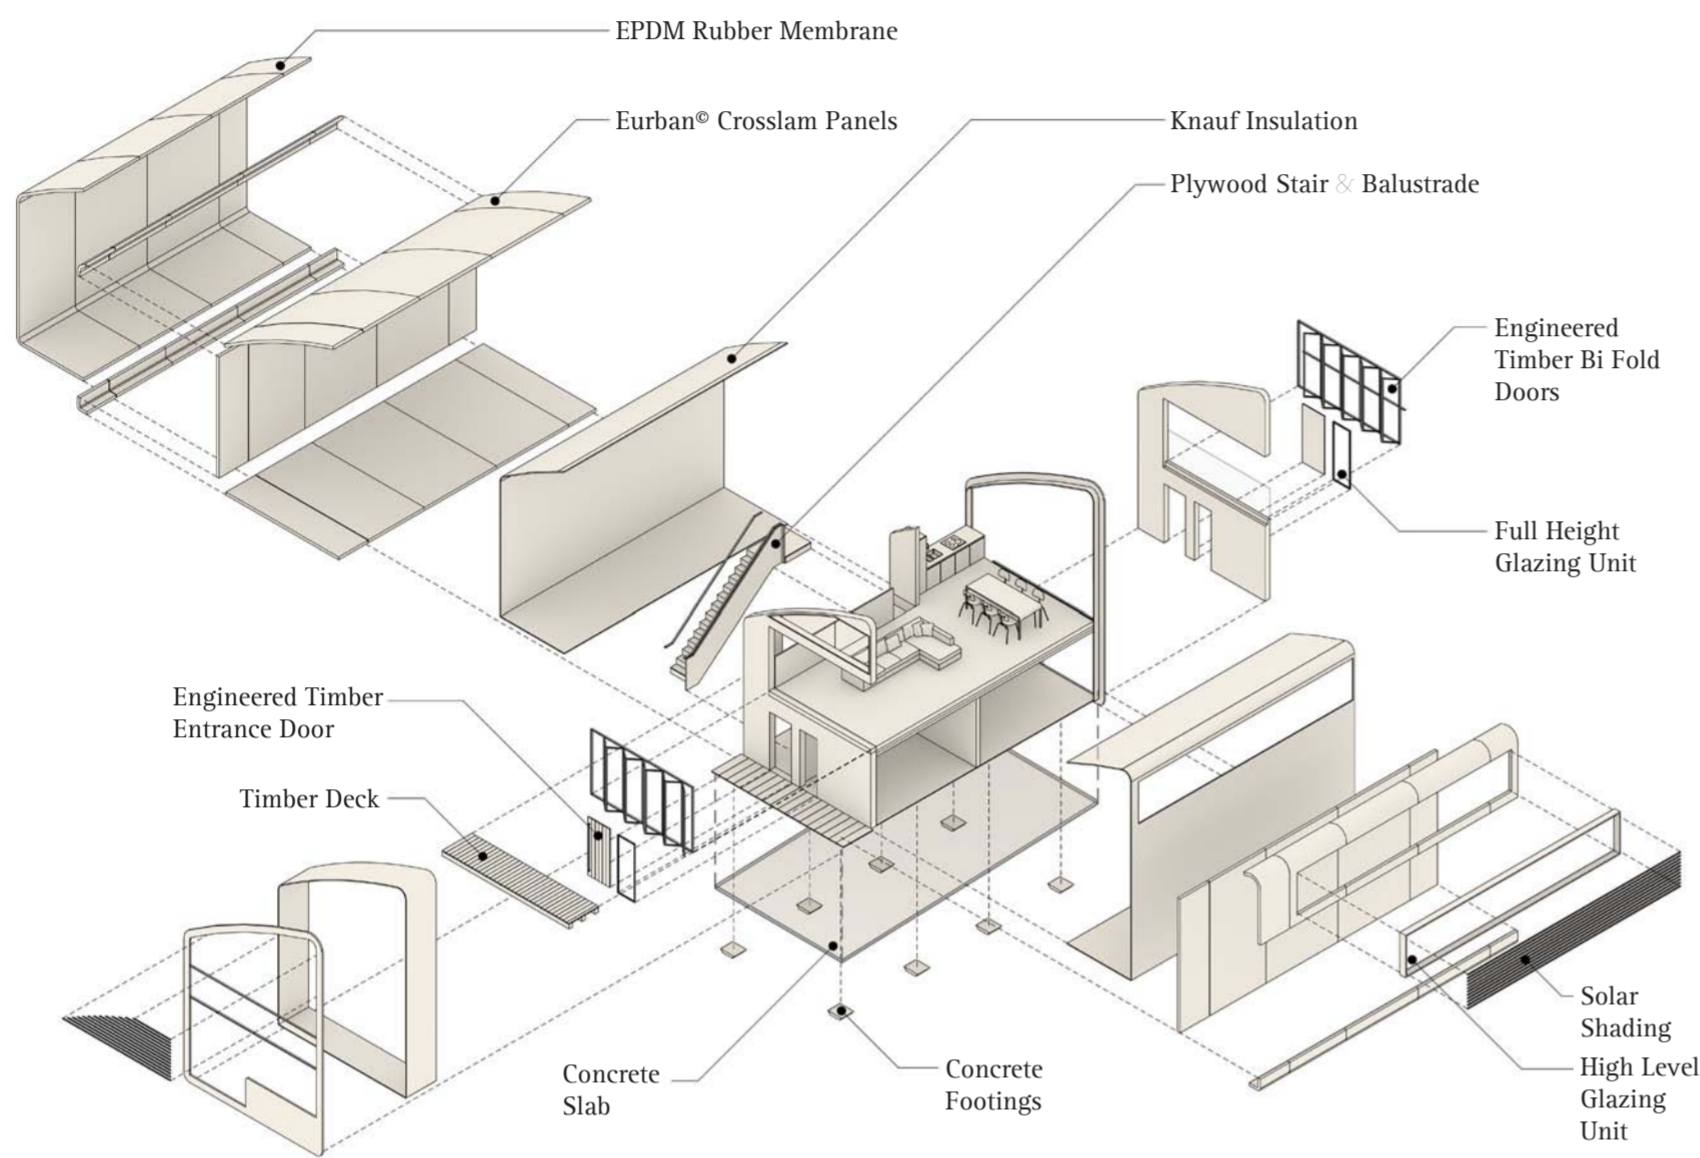 EPDM Rubber Membrane
Eurban© Crosslam Panels
Knauf Insulation
Plywood Stair & Balustrade
Engineered
Timber Bi Fold
Doors
Full Height
Glazing Unit
Engineered Timber
Entrance Door
Timber Deck
Concrete
Slab
Concrete
Footings
Solar
Shading
High Level
Glazing
Unit